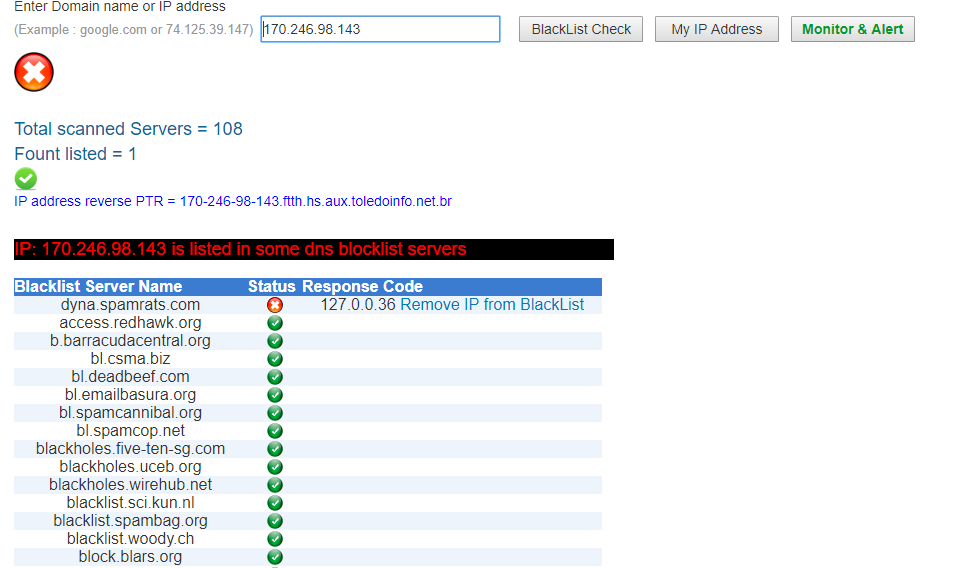 Enter Domain name or IP address
(Example : google.com or 74.125.39.147) 170.246.98.143 BlackList Check My IP Address Monitor & Alert
Total scanned Servers = 108
Fount listed = 1
IP address reverse PTR = 170-246-98-143.ftth.hs.aux.toledoinfo.net.br
IP: 170.246.98.143 is listed in some dns blocklist servers
Blacklist Server Name Status Response Code
dyna.spamrats.com 127.0.0.36 Remove IP from BlackList
access.redhawk.org
b.barracudacentral.org
bl.csma.biz
bl.deadbeef.com
bl.emailbasura.org
bl.spamcannibal.org
bl.spamcop.net
blackholes.five-ten-sg.com
blackholes.uceb.org
blackholes.wirehub.net
blacklist.sci.kun.nl
blacklist.spambag.org
blacklist.woody.ch
block.blars.org